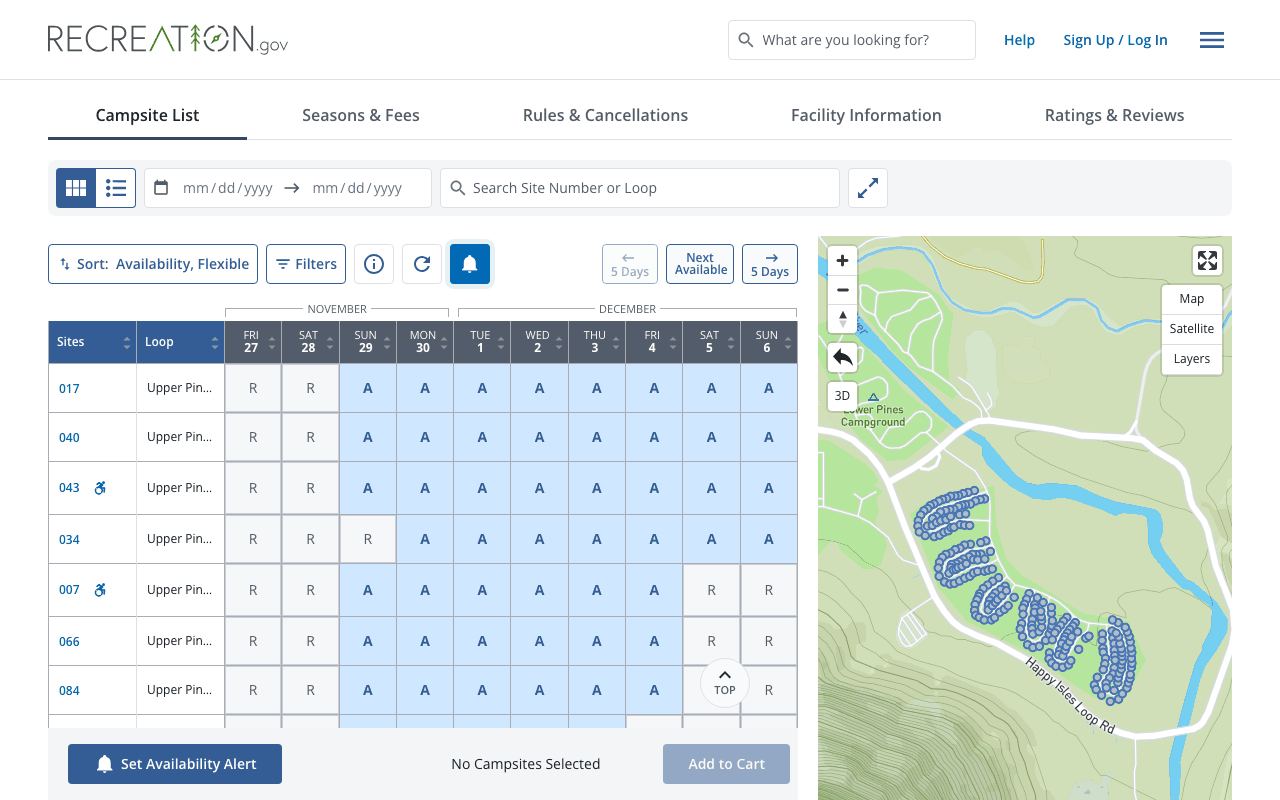 RECREATION.gov
What are you looking for?
Help
Sign Up / Log In
Campsite List
Seasons & Fees
Rules & Cancellations
Facility Information
Ratings & Reviews
mm/dd/yyyy → mm/dd/yyyy
Search Site Number or Loop
Sort: Availability, Flexible
Filters
←
5 Days
Next
Available
→
5 Days
NOVEMBER
DECEMBER
Sites Loop FRI 27 SAT 28 SUN 29 MON 30 TUE 1 WED 2 THU 3 FRI 4 SAT 5 SUN 6
017 Upper Pin... R R A A A A A A A A
040 Upper Pin... R R A A A A A A A A
043 Upper Pin... R R A A A A A A A A
034 Upper Pin... R R R A A A A A A A
007 Upper Pin... R R A A A A A A R R
066 Upper Pin... R R A A A A A A R R
084 Upper Pin... R R A A A A A A R
TOP
Set Availability Alert
No Campsites Selected
Add to Cart
+
−
3D
Map
Satellite
Layers
Lower Pines
Campground
Happy Isles Loop Rd